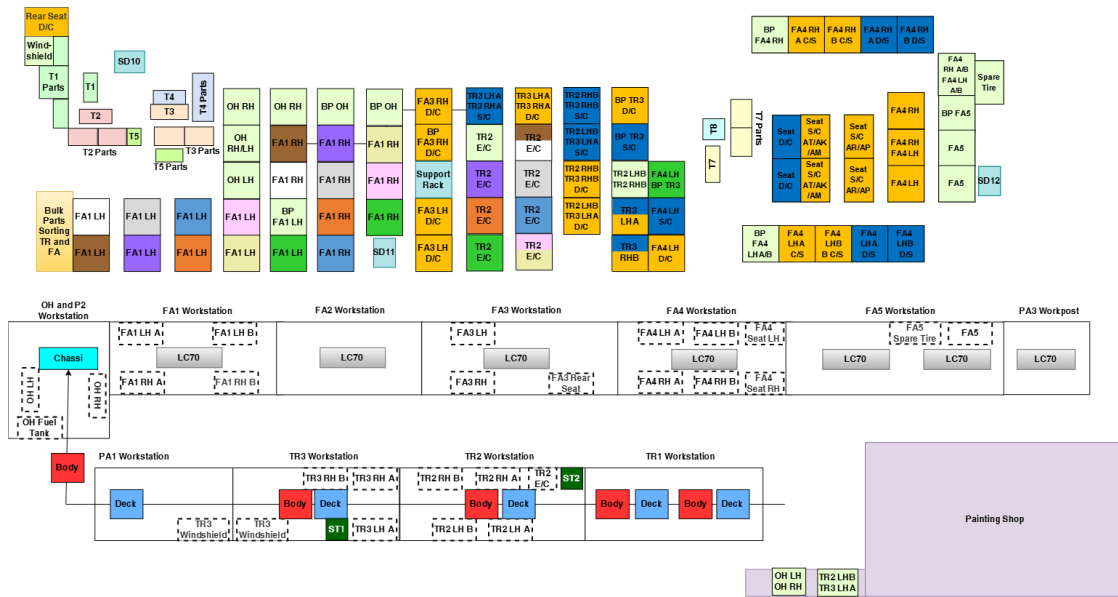 Rear Seat
D/C
Wind-
shield
T1
Parts
T1
SD10
T2
T5
T2 Parts
T4
T3
T4 Parts
T3 Parts
T5 Parts
Bulk
Parts
Sorting
TR and
FA
FA1 LH
FA1 LH
FA1 LH
FA1 LH
FA1 LH
FA1 LH
OH RH
OH
RH/LH
OH LH
FA1 LH
FA1 LH
OH RH
FA1 RH
FA1 RH
BP
FA1 LH
FA1 LH
BP OH
FA1 RH
FA1 RH
FA1 RH
FA1 RH
BP OH
FA1 RH
FA1 RH
FA1 RH
SD11
FA3 RH
D/C
BP
FA3 RH
D/C
Support
Rack
FA3 LH
D/C
FA3 LH
D/C
TR3 LHA
TR3 RHA
S/C
TR2
E/C
TR2
E/C
TR2
E/C
TR2
E/C
TR3 LHA
TR3 RHA
D/C
TR2
E/C
TR2
E/C
TR2
E/C
TR2
E/C
TR2 RHB
TR3 RHB
S/C
TR2 LHB
TR3 LHA
S/C
TR2 RHB
TR3 RHB
D/C
TR2 LHB
TR3 LHA
D/C
BP TR3
D/C
BP TR3
S/C
TR2 LHB
TR2 RHB
TR3
LHA
TR3
RHB
FA4 LH
BP TR3
FA4 LH
S/C
FA4 LH
D/C
BP
FA4 RH
FA4 RH
A C/S
FA4 RH
B C/S
FA4 RH
A D/S
FA4 RH
B D/S
T8
T7
T7 Parts
Seat
D/C
Seat
D/C
Seat
S/C
AT/AK
/AM
Seat
S/C
AT/AK
/AM
Seat
S/C
AR/AP
Seat
S/C
AR/AP
FA4 RH
FA4 RH
FA4 LH
FA4 LH
FA4
RH A/B
FA4 LH
A/B
Spare
Tire
BP FA5
FA5
FA5
SD12
BP
FA4
LHA/B
FA4
LHA
C/S
FA4
LHB
B C/S
FA4
LHA
D/S
FA4
LHB
D/S
OH and P2
Workstation
FA1 Workstation
FA2 Workstation
FA3 Workstation
FA4 Workstation
FA5 Workstation
PA3 Workpost
Chassi
OH LH
OH RH
OH Fuel
Tank
FA1 LH A
FA1 LH B
LC70
FA1 RH A
FA1 RH B
LC70
FA3 LH
LC70
FA3 RH
FA3 Rear
Seat
FA4 LH A
FA4 LH B
FA4
Seat LH
LC70
FA4 RH A
FA4 RH B
FA4
Seat RH
FA5
Spare Tire
FA5
LC70
LC70
LC70
Body
PA1 Workstation
TR3 Workstation
TR2 Workstation
TR1 Workstation
Deck
TR3
Windshield
TR3 RH B
TR3 RH A
Body
Deck
TR3
Windshield
ST1
TR3 LH A
TR2 RH B
TR2 RH A
TR2
E/C
ST2
Body
Deck
TR2 LH B
TR2 LH A
Body
Deck
Body
Deck
Painting Shop
OH LH
OH RH
TR2 LHB
TR3 LHA